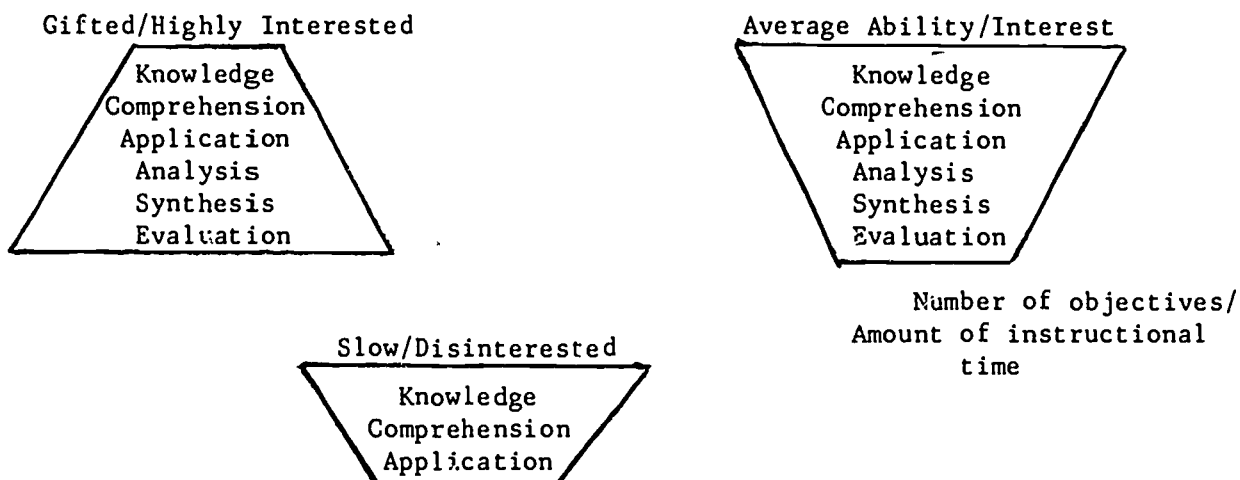 Gifted/Highly Interested
Knowledge
Comprehension
Application
Analysis
Synthesis
Evaluation
Average Ability/Interest
Knowledge
Comprehension
Application
Analysis
Synthesis
Evaluation
Number of objectives/
Amount of instructional
time
Slow/Disinterested
Knowledge
Comprehension
Application